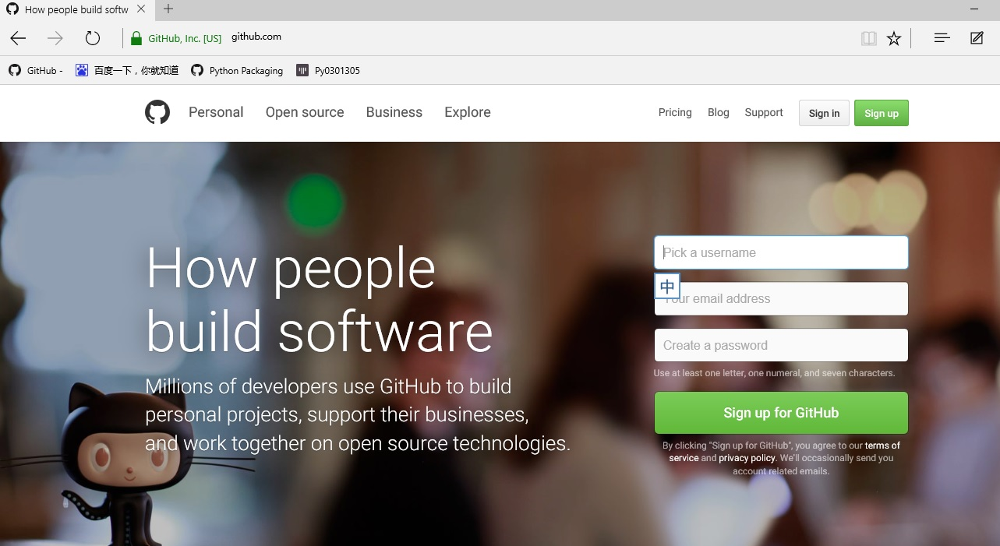 How people build softw
GitHub, Inc. [US] github.com
GitHub -
百度一下，你就知道
Python Packaging
Py0301305
Personal
Open source
Business
Explore
Pricing
Blog
Support
Sign in
Sign up
How people
build software
Millions of developers use GitHub to build
personal projects, support their businesses,
and work together on open source technologies.
Pick a username
中
Your email address
Create a password
Use at least one letter, one numeral, and seven characters.
Sign up for GitHub
By clicking "Sign up for GitHub", you agree to our terms of
service and privacy policy. We'll occasionally send you
account related emails.